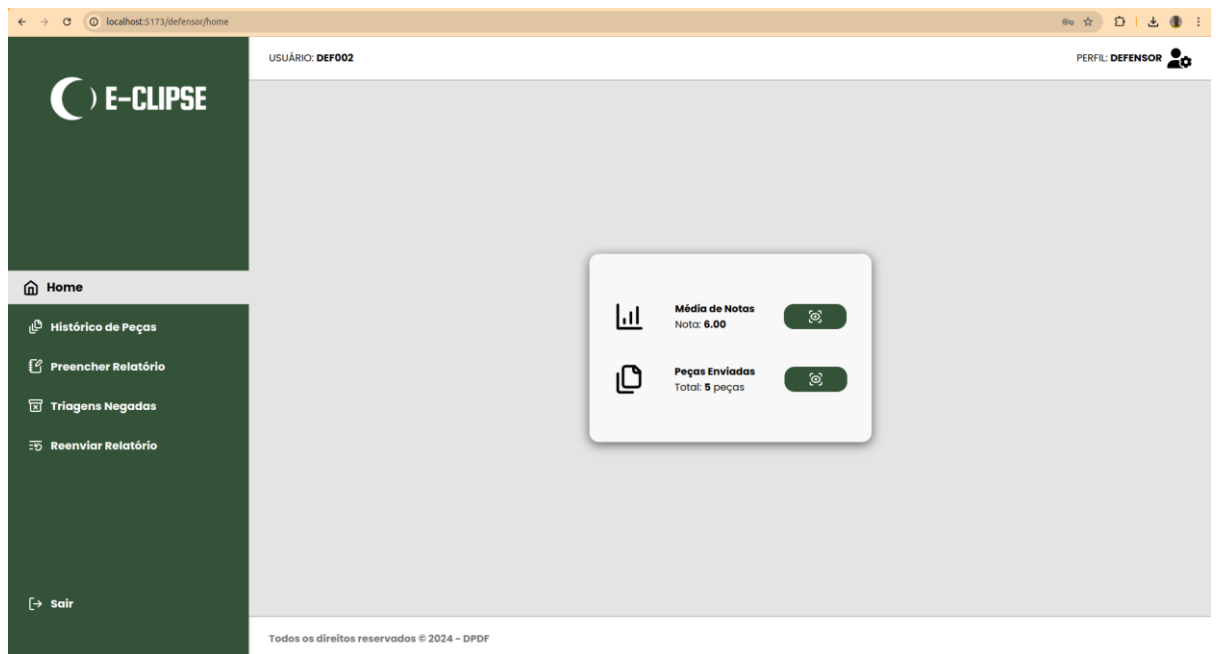 localhost:5173/defensor/home
E-CLIPSE
USUÁRIO: DEF002
PERFIL: DEFENSOR
Home
Histórico de Peças
Preencher Relatório
Triagens Negadas
Reenviar Relatório
Sair
Média de Notas
Nota: 6.00
Peças Enviadas
Total: 5 peças
Todos os direitos reservados © 2024 - DPDF